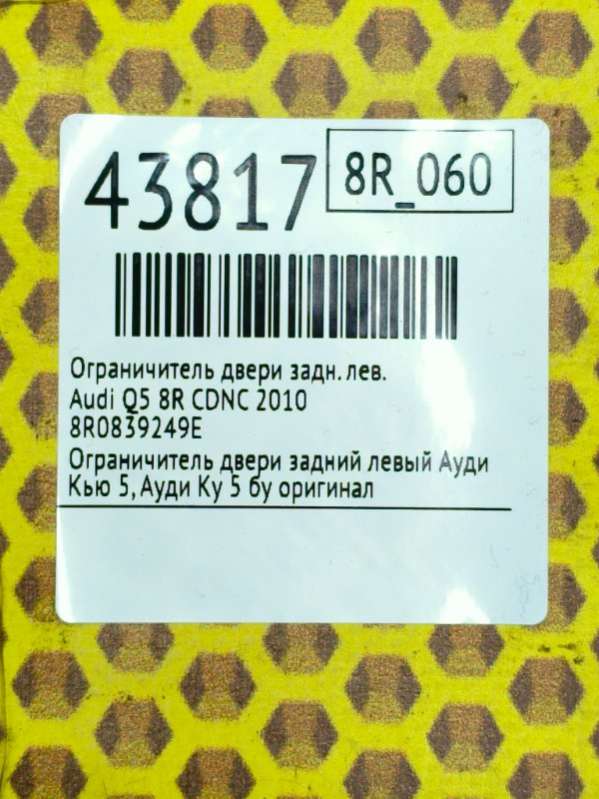 43817
8R_060
Ограничитель двери задн. лев.
Audi Q5 8R CDNC 2010
8R0839249E
Ограничитель двери задний левый Ауди
Кью 5, Ауди Ку 5 бу оригинал